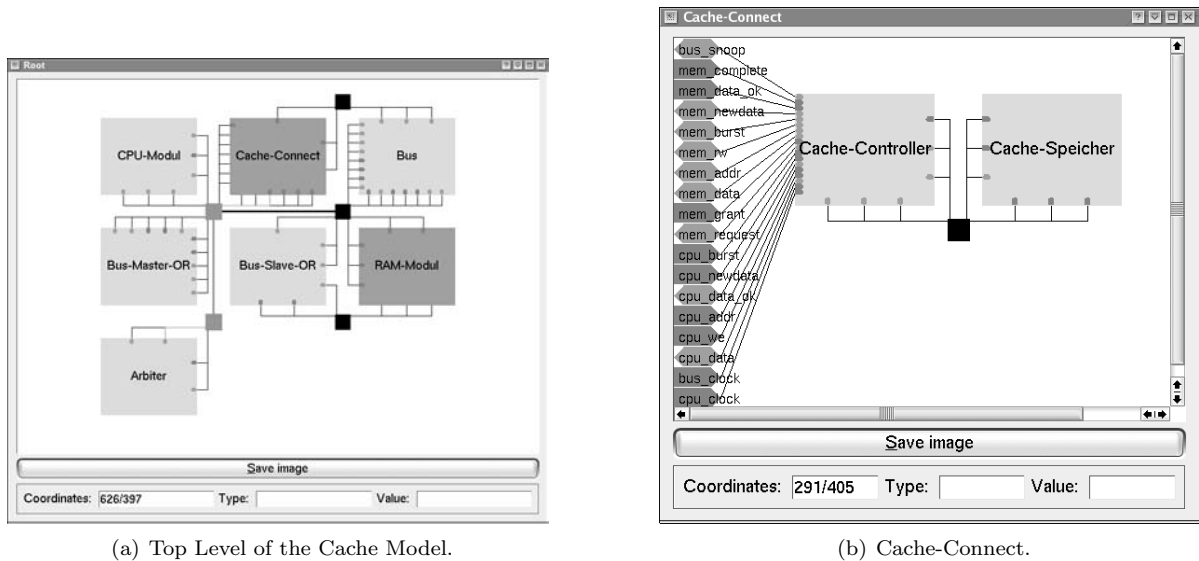 Root
CPU-Modul
Cache-Connect
Bus
Bus-Master-OR
Bus-Slave-OR
RAM-Modul
Arbiter
Save image
Coordinates: 626/397 Type: Value:
(a) Top Level of the Cache Model.
Cache-Connect
bus_snoop
mem_complete
mem_data_ok
mem_newdata
mem_burst
mem_rw
mem_addr
mem_data
mem_grant
mem_request
cpu_burst
cpu_newdata
cpu_data_ok
cpu_addr
cpu_we
cpu_data
bus_clock
cpu_clock
Cache-Controller
Cache-Speicher
Save image
Coordinates: 291/405 Type: Value:
(b) Cache-Connect.